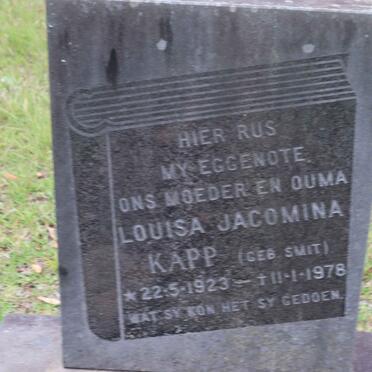 HIER RUS
MY EGGENOTE,
ONS MOEDER EN OUMA
LOUISA JACOMINA
KAPP (GEB. SMIT)
★ 22-5-1923 — † 11-1-1978
WAT SY KON HET SY GEDOEN.